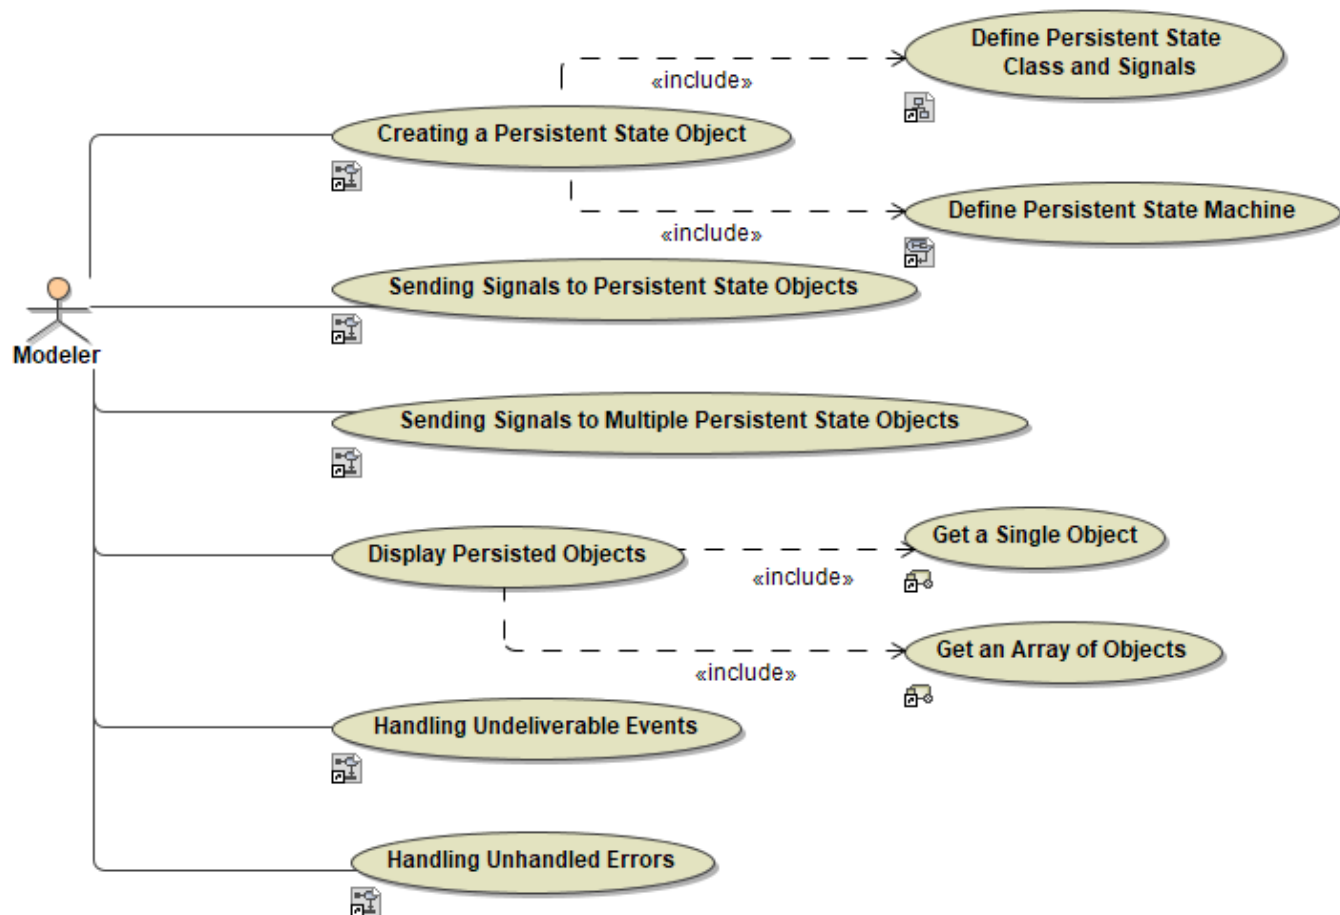 Define Persistent State
Class and Signals
«include»
Creating a Persistent State Object
Define Persistent State Machine
«include»
Sending Signals to Persistent State Objects
Modeler
Sending Signals to Multiple Persistent State Objects
Get a Single Object
Display Persisted Objects
«include»
Get an Array of Objects
«include»
Handling Undeliverable Events
Handling Unhandled Errors